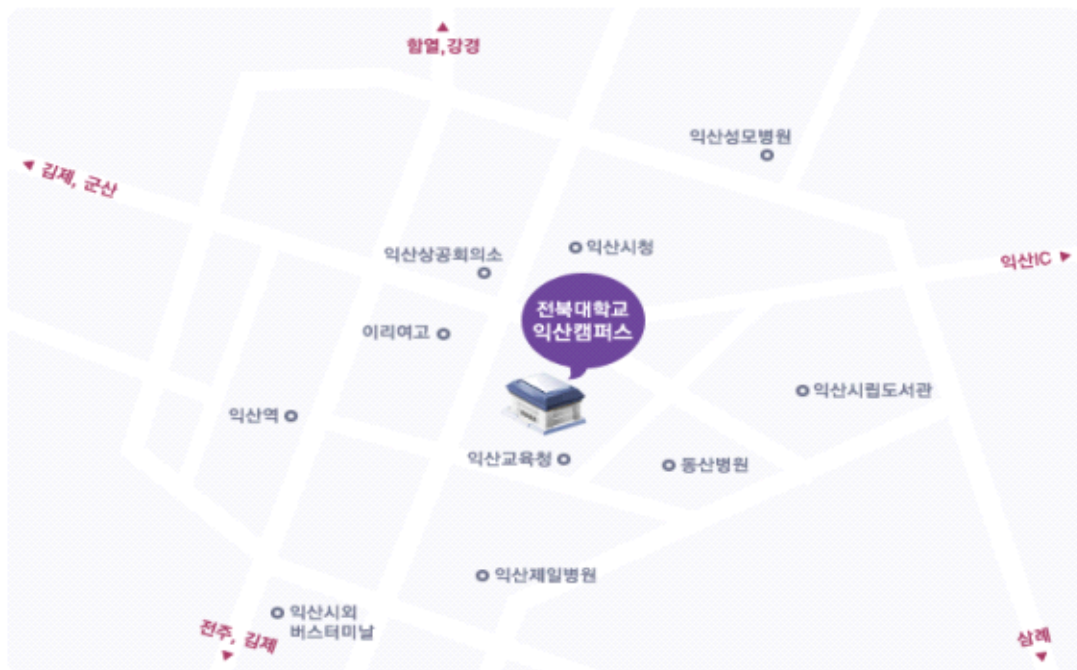 함열,강경
익산성모병원
김제, 군산
익산시청
익산상공회의소
익산IC
전북대학교
익산캠퍼스
이리여고
익산시립도서관
익산역
익산교육청
동산병원
익산제일병원
익산시외
버스터미날
전주, 김제
삼례